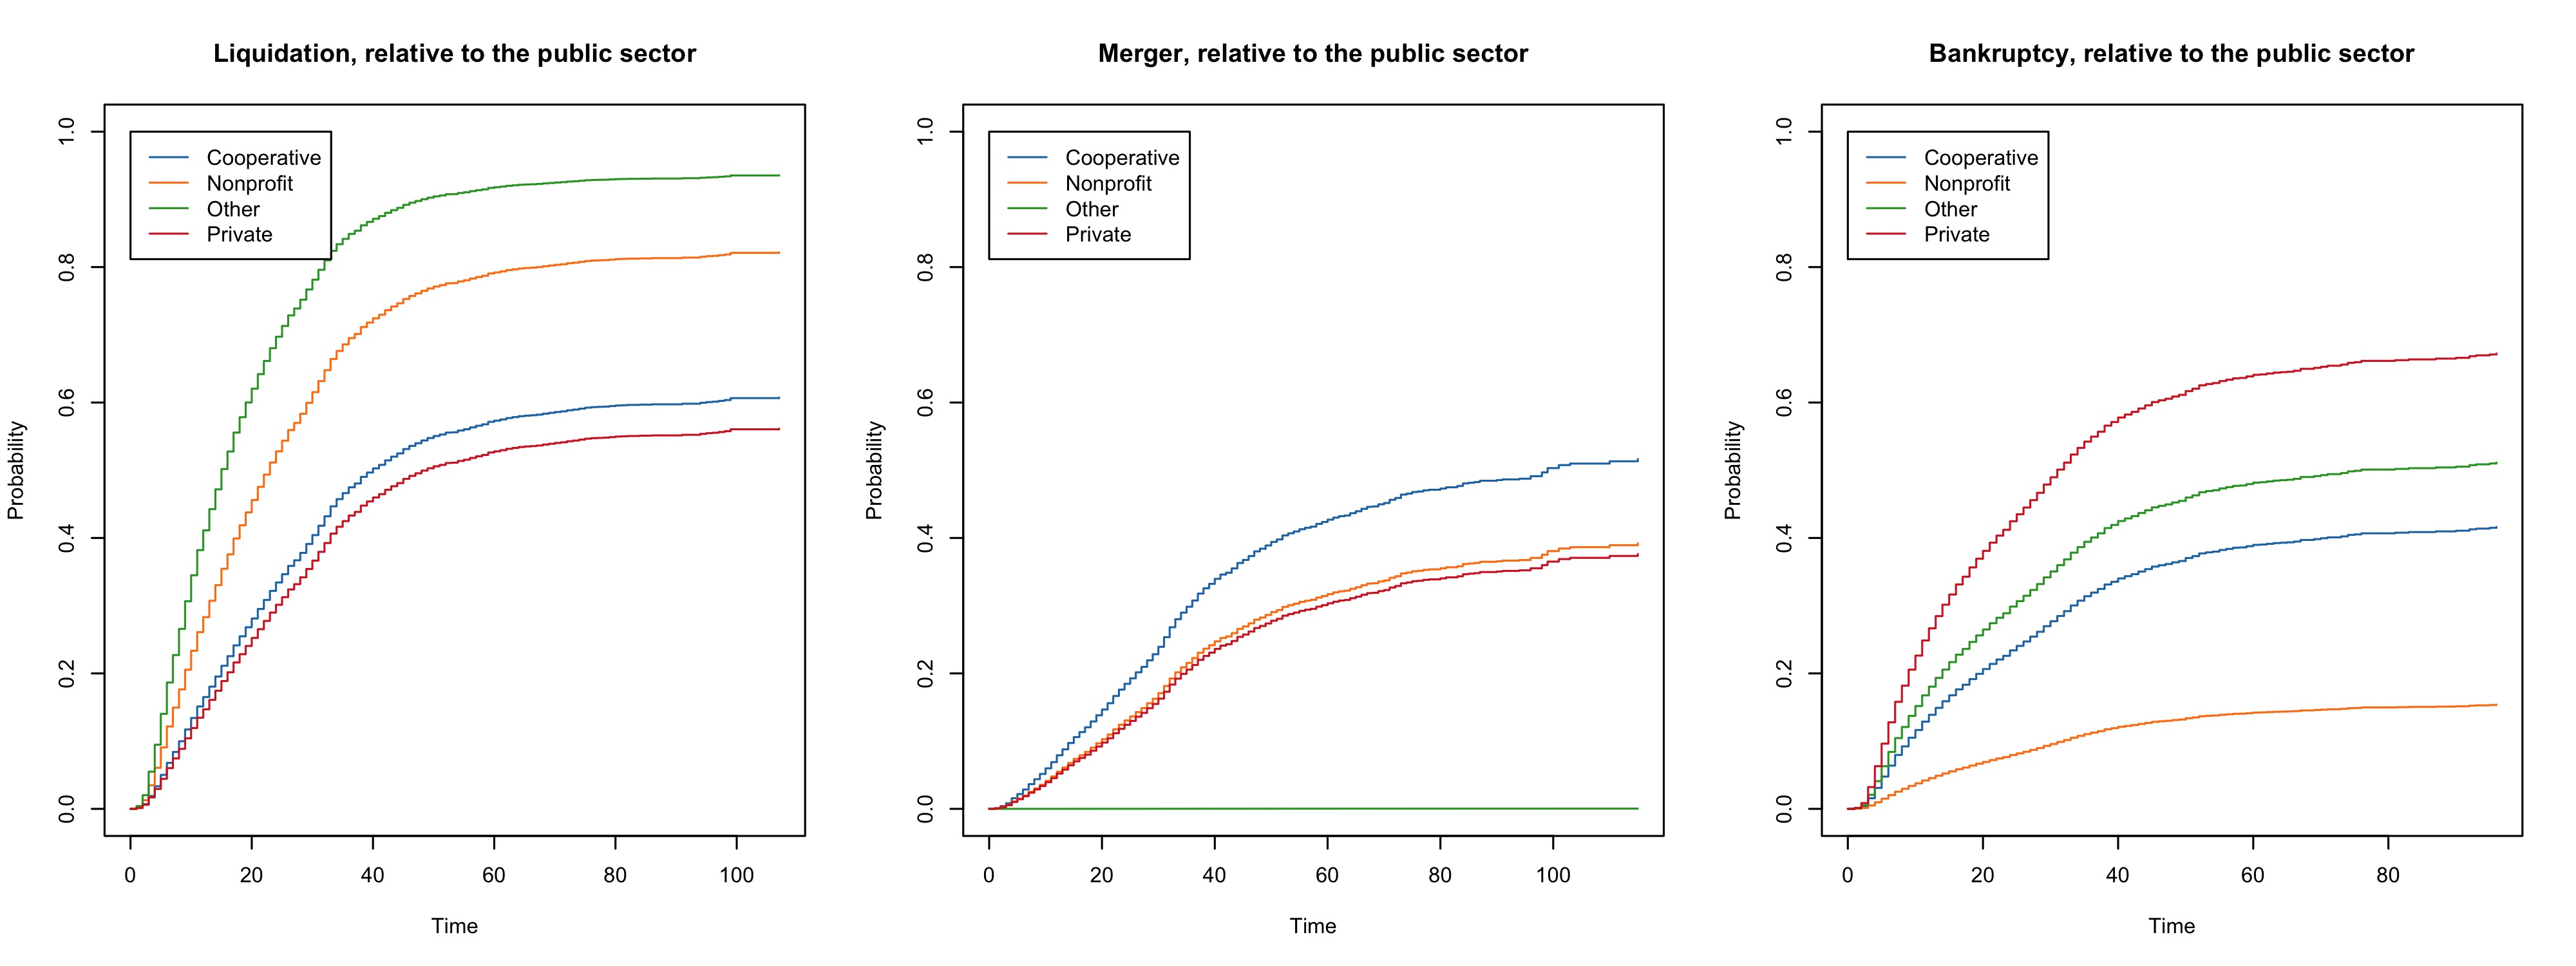 Liquidation, relative to the public sector
Probability
1.0
0.8
0.6
0.4
0.2
0.0
Cooperative
Nonprofit
Other
Private
0 20 40 60 80 100
Time
Merger, relative to the public sector
Probability
1.0
0.8
0.6
0.4
0.2
0.0
Cooperative
Nonprofit
Other
Private
0 20 40 60 80 100
Time
Bankruptcy, relative to the public sector
Probability
1.0
0.8
0.6
0.4
0.2
0.0
Cooperative
Nonprofit
Other
Private
0 20 40 60 80
Time